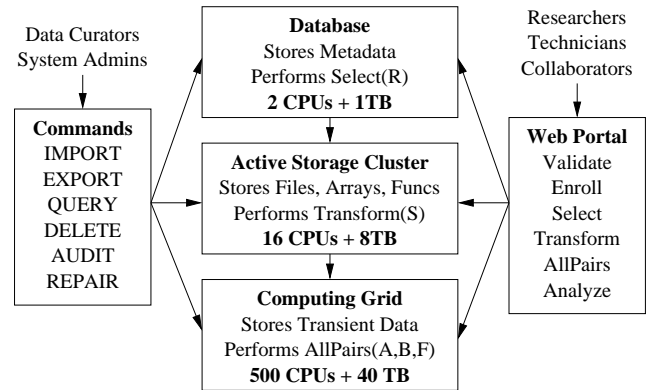 Data Curators
System Admins
Commands
IMPORT
EXPORT
QUERY
DELETE
AUDIT
REPAIR
Database
Stores Metadata
Performs Select(R)
2 CPUs + 1TB
Active Storage Cluster
Stores Files, Arrays, Funcs
Performs Transform(S)
16 CPUs + 8TB
Computing Grid
Stores Transient Data
Performs AllPairs(A,B,F)
500 CPUs + 40 TB
Researchers
Technicians
Collaborators
Web Portal
Validate
Enroll
Select
Transform
AllPairs
Analyze